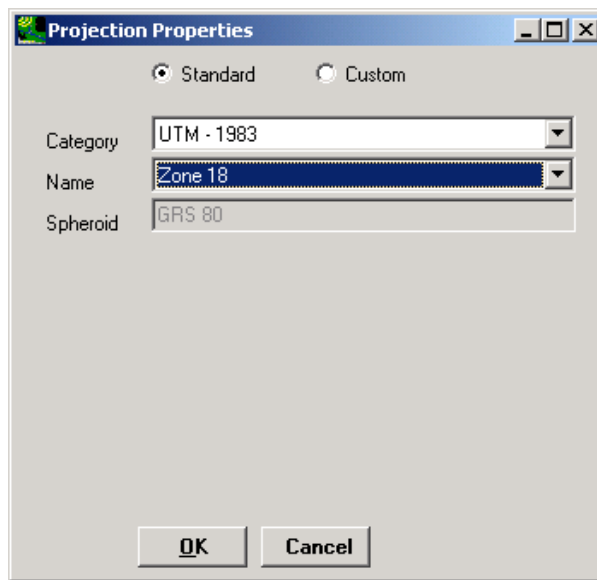 Projection Properties
Standard Custom
Category UTM - 1983
Name Zone 18
Spheroid GRS 80
OK Cancel